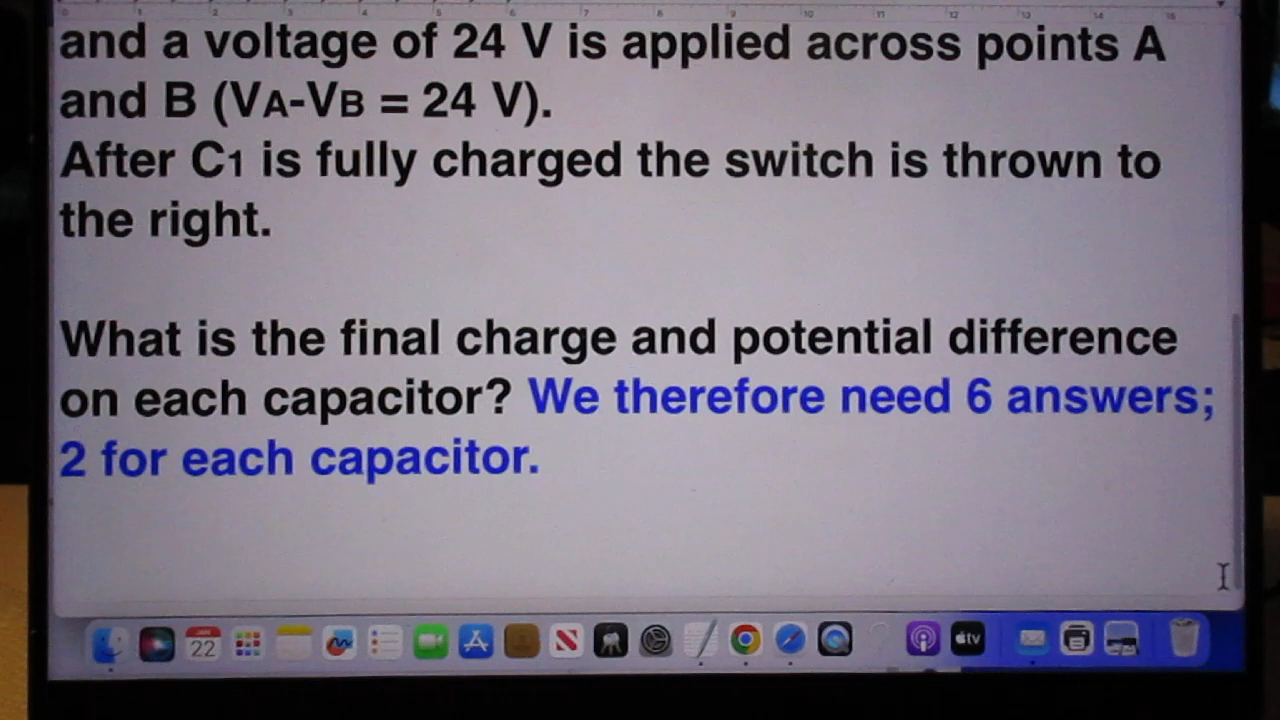 and a voltage of 24 V is applied across points A
and B (VA-VB = 24 V).
After C1 is fully charged the switch is thrown to
the right.
What is the final charge and potential difference
on each capacitor? We therefore need 6 answers;
2 for each capacitor.
22
tv